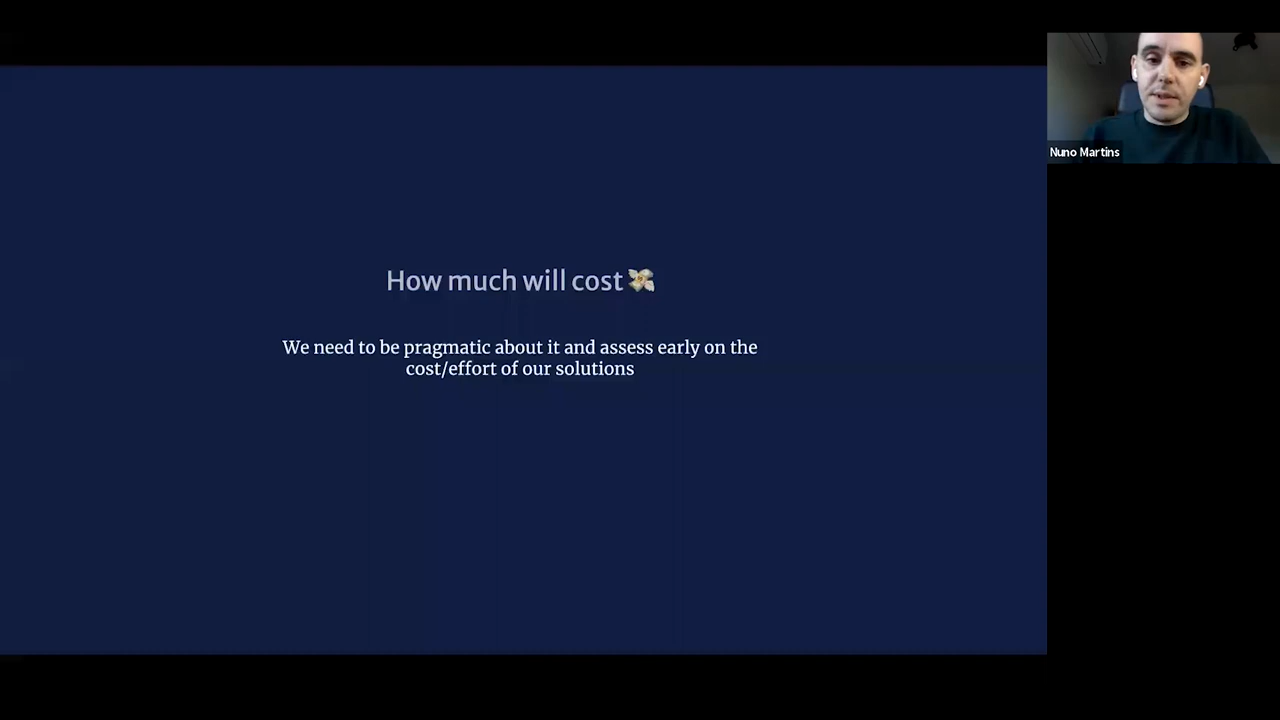 How much will cost 💸
We need to be pragmatic about it and assess early on the
cost/effort of our solutions
Nuno Martins